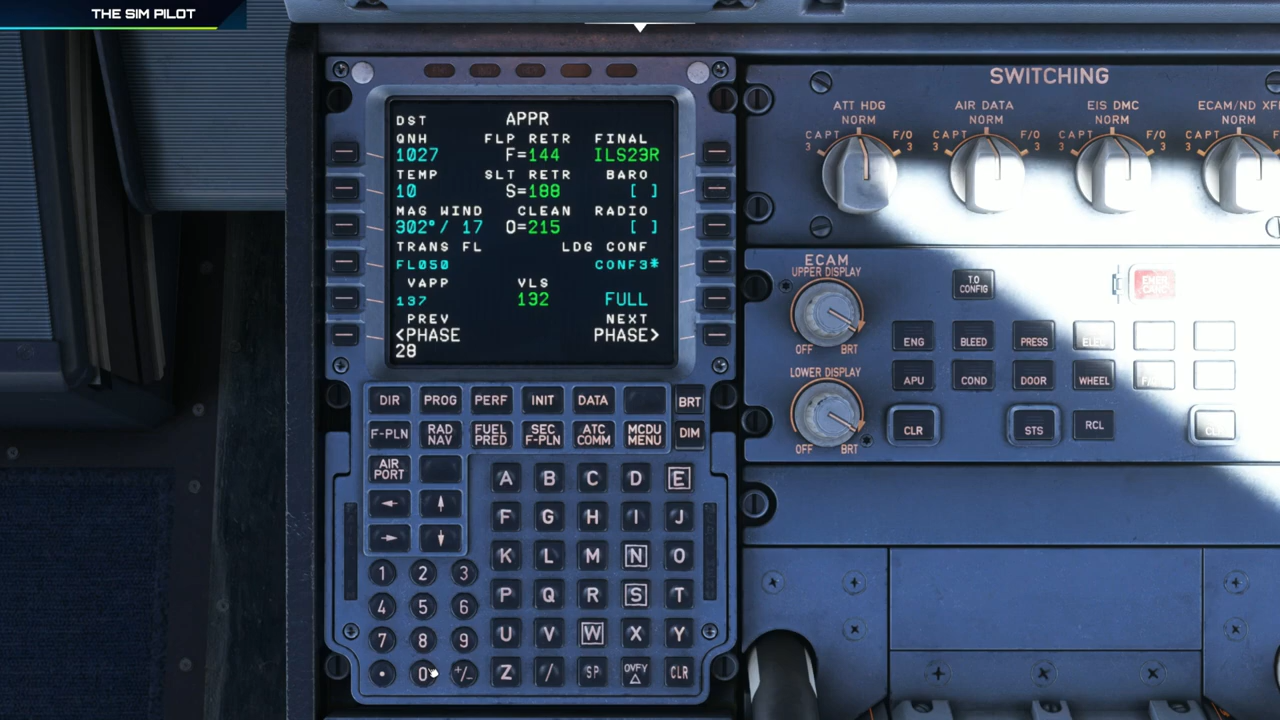 THE SIM PILOT
DST APPR
QNH FLP RETR FINAL
1027 F=144 ILS23R
TEMP SLT RETR BARO
10 S=188 [ ]
MAG WIND CLEAN RADIO
302°/ 17 O=215 [ ]
TRANS FL LDG CONF
FL050 CONF3*
VAPP VLS
137 132 FULL
PREV NEXT
<PHASE PHASE>
28
DIR PROG PERF INIT DATA BRT
F-PLN RAD NAV FUEL PRED SEC F-PLN ATC COMM MCDU MENU DIM
AIR PORT
← ↑
→ ↓
A B C D E
F G H I J
K L M N O
P Q R S T
U V W X Y
Z / SP OVFY △ CLR
1 2 3
4 5 6
7 8 9
. 0 +/-
SWITCHING
ATT HDG AIR DATA EIS DMC ECAM/ND XF
NORM NORM NORM NORM
CAPT 3 F/O 3 CAPT 3 F/O 3 CAPT 3 F/O 3 CAPT 3
ECAM
UPPER DISPLAY
OFF BRT
LOWER DISPLAY
OFF BRT
TO CONFIG
ENG BLEED PRESS
APU COND DOOR WHEEL
CLR STS RCL